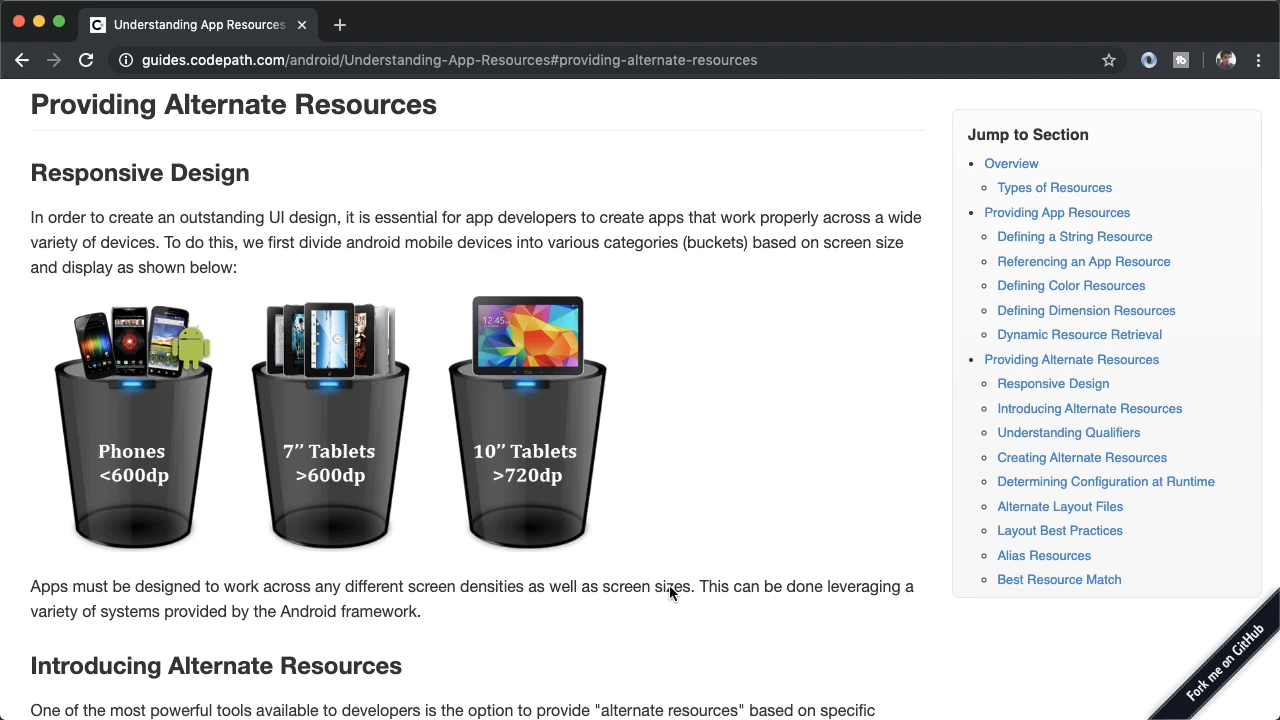 Understanding App Resources
guides.codepath.com/android/Understanding-App-Resources#providing-alternate-resources
Providing Alternate Resources
Responsive Design
In order to create an outstanding UI design, it is essential for app developers to create apps that work properly across a wide
variety of devices. To do this, we first divide android mobile devices into various categories (buckets) based on screen size
and display as shown below:
12:45
Phones
<600dp
7’’ Tablets
>600dp
10’’ Tablets
>720dp
Apps must be designed to work across any different screen densities as well as screen sizes. This can be done leveraging a
variety of systems provided by the Android framework.
Introducing Alternate Resources
One of the most powerful tools available to developers is the option to provide "alternate resources" based on specific
Jump to Section
Overview
Types of Resources
Providing App Resources
Defining a String Resource
Referencing an App Resource
Defining Color Resources
Defining Dimension Resources
Dynamic Resource Retrieval
Providing Alternate Resources
Responsive Design
Introducing Alternate Resources
Understanding Qualifiers
Creating Alternate Resources
Determining Configuration at Runtime
Alternate Layout Files
Layout Best Practices
Alias Resources
Best Resource Match
Fork me on GitHub